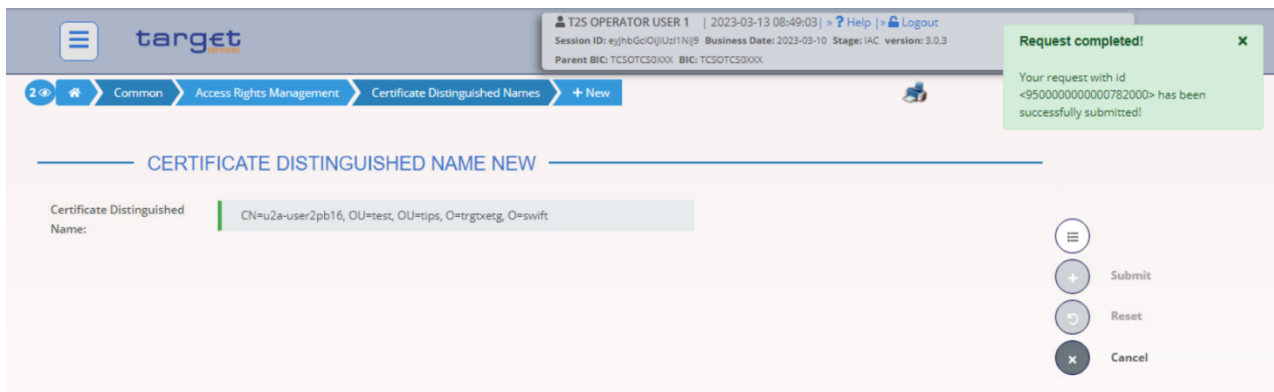 T2S OPERATOR USER 1 | 2023-03-13 08:49:03| » ? Help |» Logout
target
services
Session ID: eyJhbGciOiJIUzI1NiJ9 Business Date: 2023-03-10 Stage: IAC version: 3.0.3
Parent BIC: TCSOTCS0XXX BIC: TCSOTCS0XXX
Request completed! x
Your request with id
<9500000000000782000> has been
successfully submitted!
2 Common Access Rights Management Certificate Distinguished Names + New
CERTIFICATE DISTINGUISHED NAME NEW
Certificate Distinguished
Name:
CN=u2a-user2pb16, OU=test, OU=tips, O=trgtxetg, O=swift
Submit
Reset
Cancel